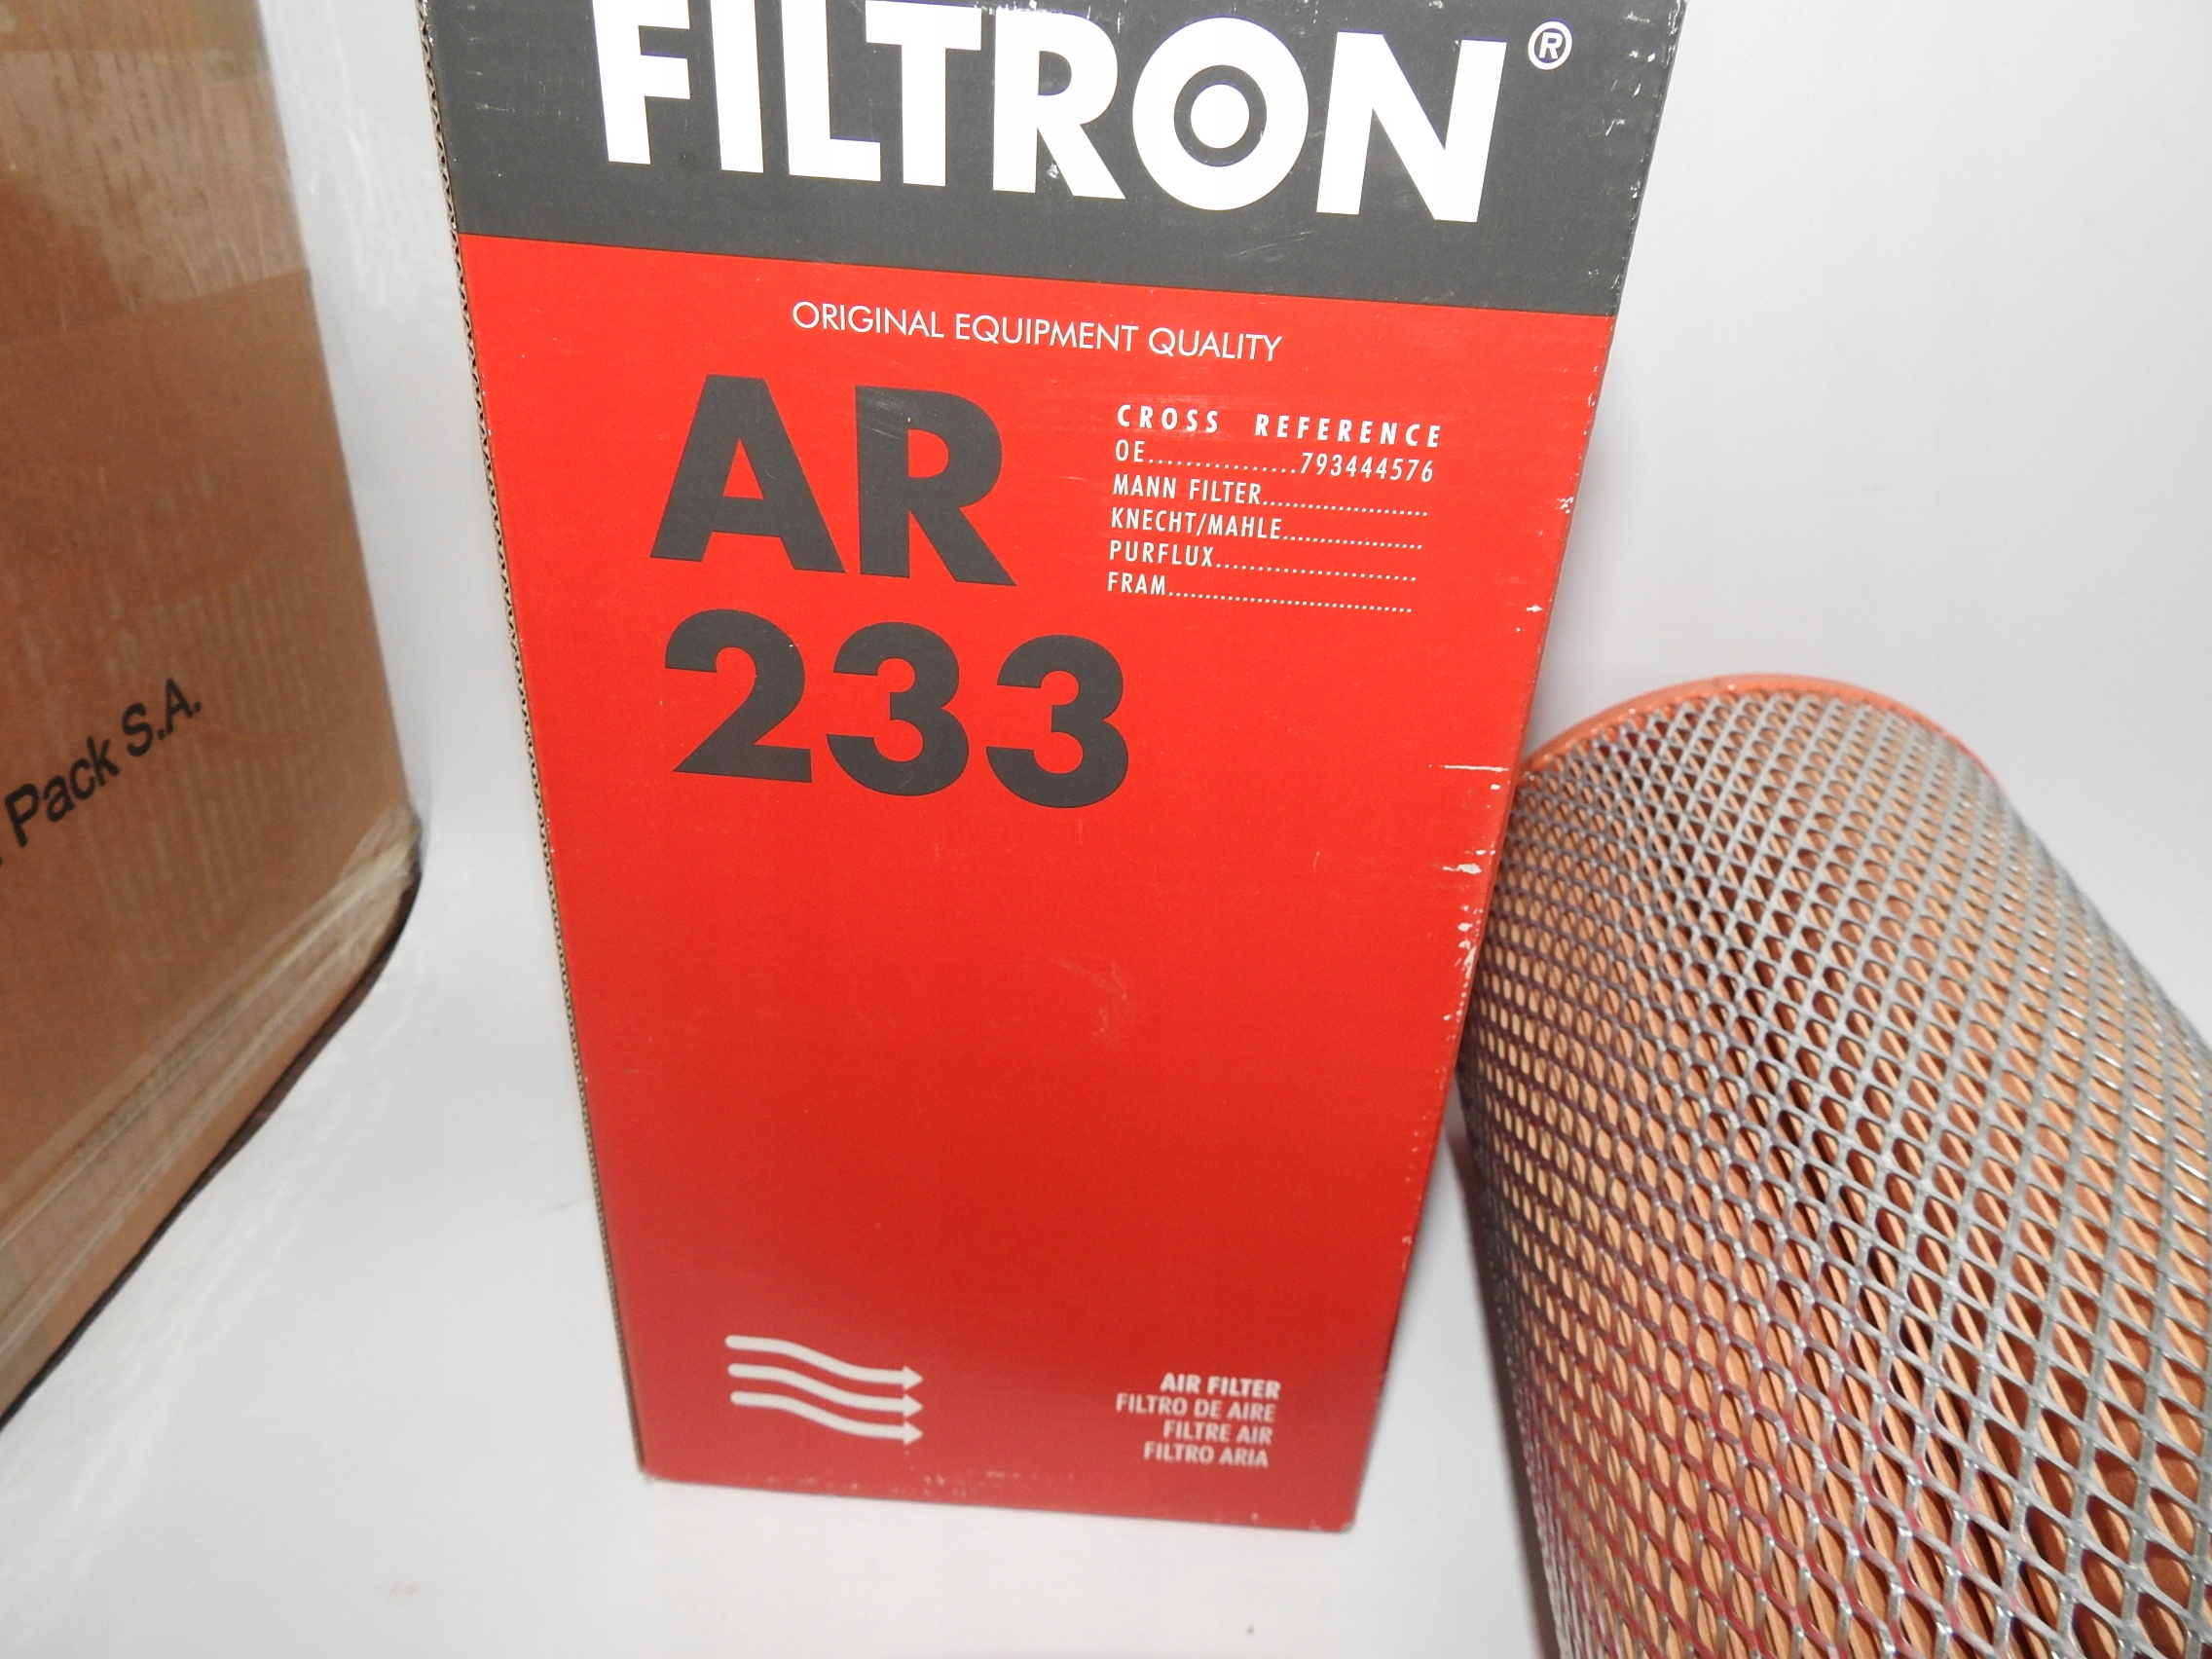 FILTRON®
ORIGINAL EQUIPMENT QUALITY
AR
233
CROSS REFERENCE
OE................793444576
MANN FILTER......................
KNECHT/MAHLE...................
PURFLUX.........................
FRAM................................
AIR FILTER
FILTRO DE AIRE
FILTRE AIR
FILTRO ARIA
Pack S.A.